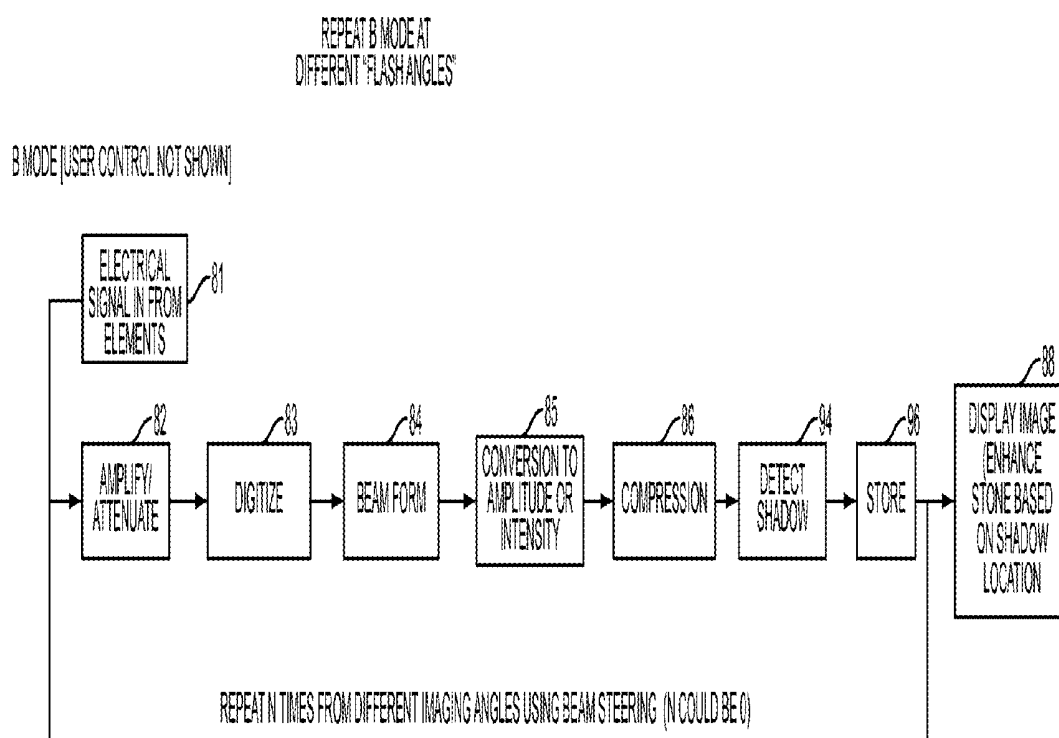 REPEAT B MODE AT
DIFFERENT "FLASH ANGLES"
B MODE [USER CONTROL NOT SHOWN]
ELECTRICAL
SIGNAL IN FROM
ELEMENTS
81
82
AMPLIFY/
ATTENUATE
83
DIGITIZE
84
BEAM FORM
85
CONVERSION TO
AMPLITUDE OR
INTENSITY
86
COMPRESSION
94
DETECT
SHADOW
96
STORE
88
DISPLAY IMAGE
(ENHANCE
STONE BASED
ON SHADOW
LOCATION
REPEAT N TIMES FROM DIFFERENT IMAGING ANGLES USING BEAM STEERING (N COULD BE 0)